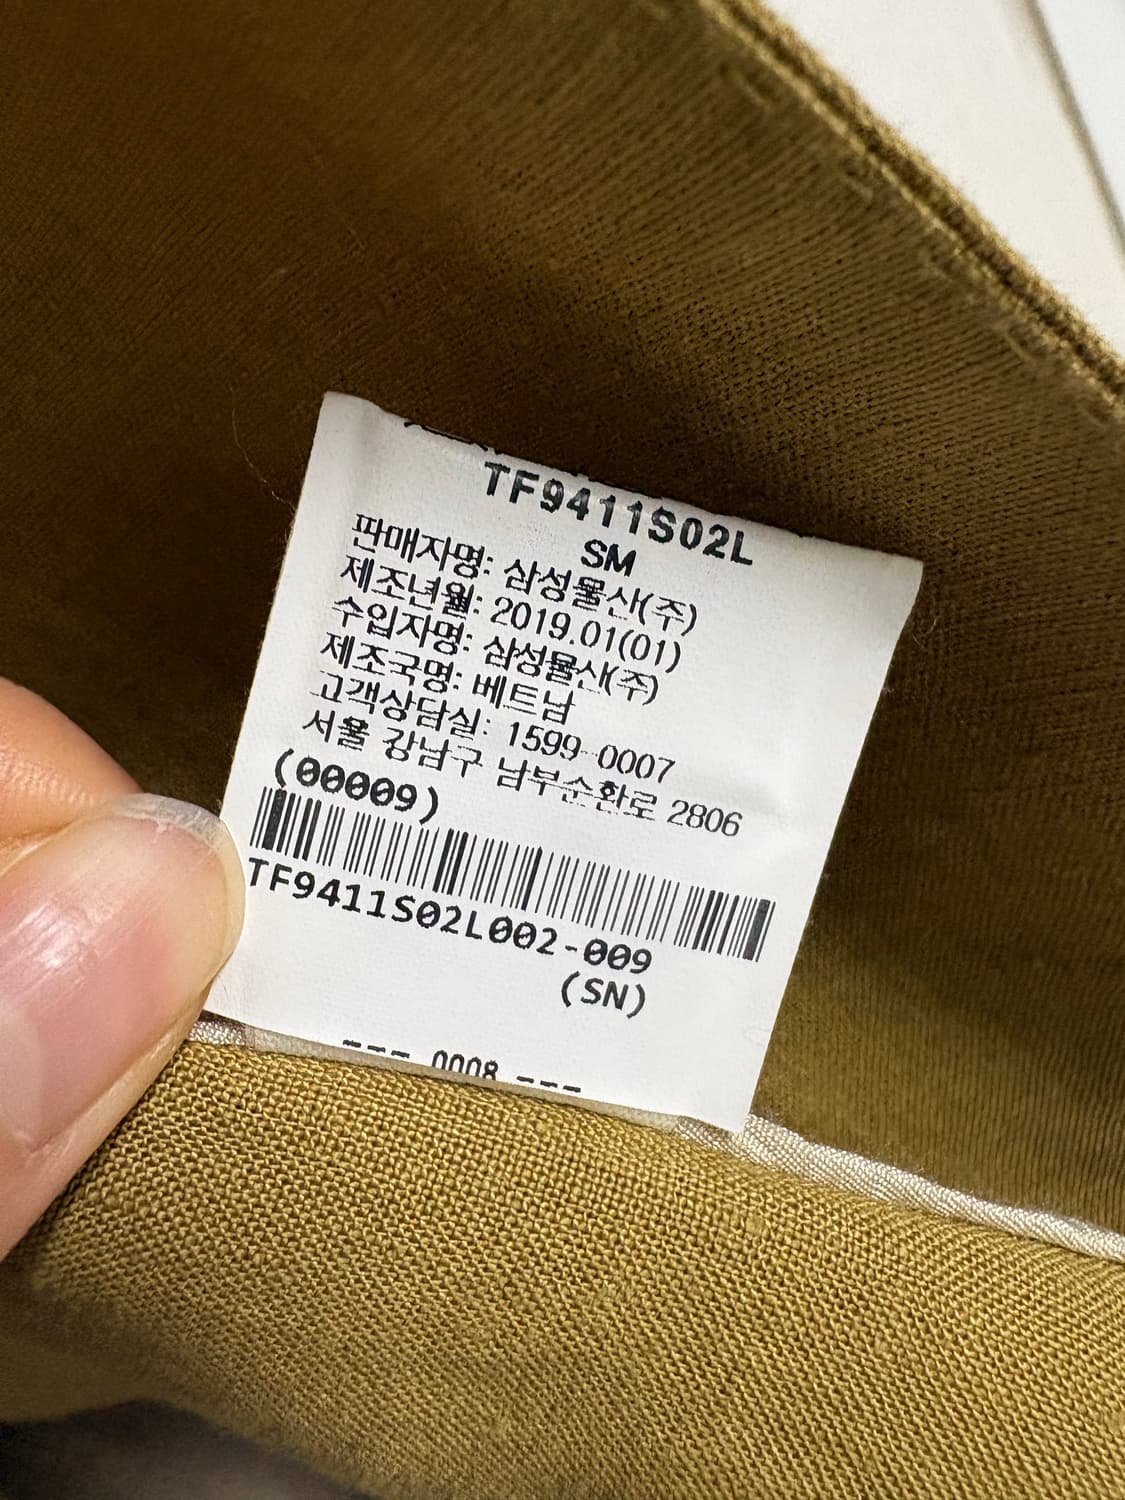 TF9411S02L
SM
판매자명: 삼성물산(주)
제조년월: 2019.01(01)
수입자명: 삼성물산(주)
제조국명: 베트남
고객상담실: 1599-0007
서울 강남구 남부순환로 2806
(00009)
TF9411S02L002-009
(SN)
--- 0008 ---